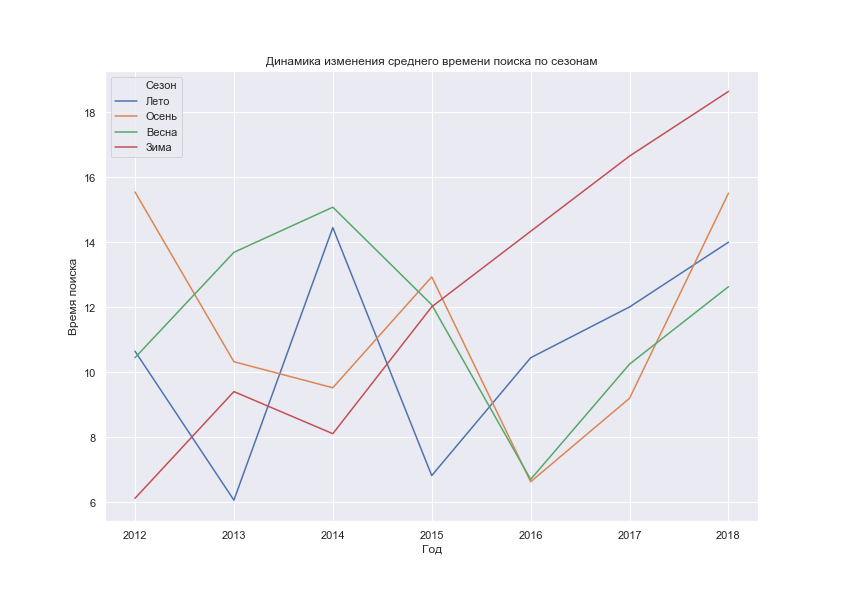 Динамика изменения среднего времени поиска по сезонам
Сезон
Лето
Осень
Весна
Зима
Время поиска
18
16
14
12
10
8
6
2012 2013 2014 2015 2016 2017 2018
Год